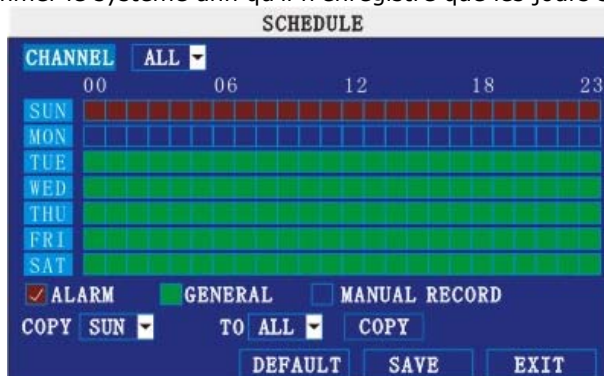 SCHEDULE
CHANNEL ALL
00 06 12 18 23
SUN
MON
TUE
WED
THU
FRI
SAT
ALARM GENERAL MANUAL RECORD
COPY SUN TO ALL COPY
DEFAULT SAVE EXIT